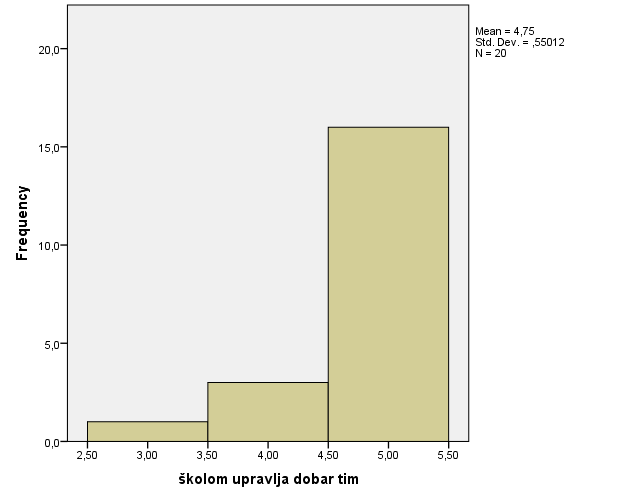 Mean = 4,75
Std. Dev. = ,55012
N = 20
Frequency
20,0
15,0
10,0
5,0
0,0
2,50 3,00 3,50 4,00 4,50 5,00 5,50
školom upravlja dobar tim